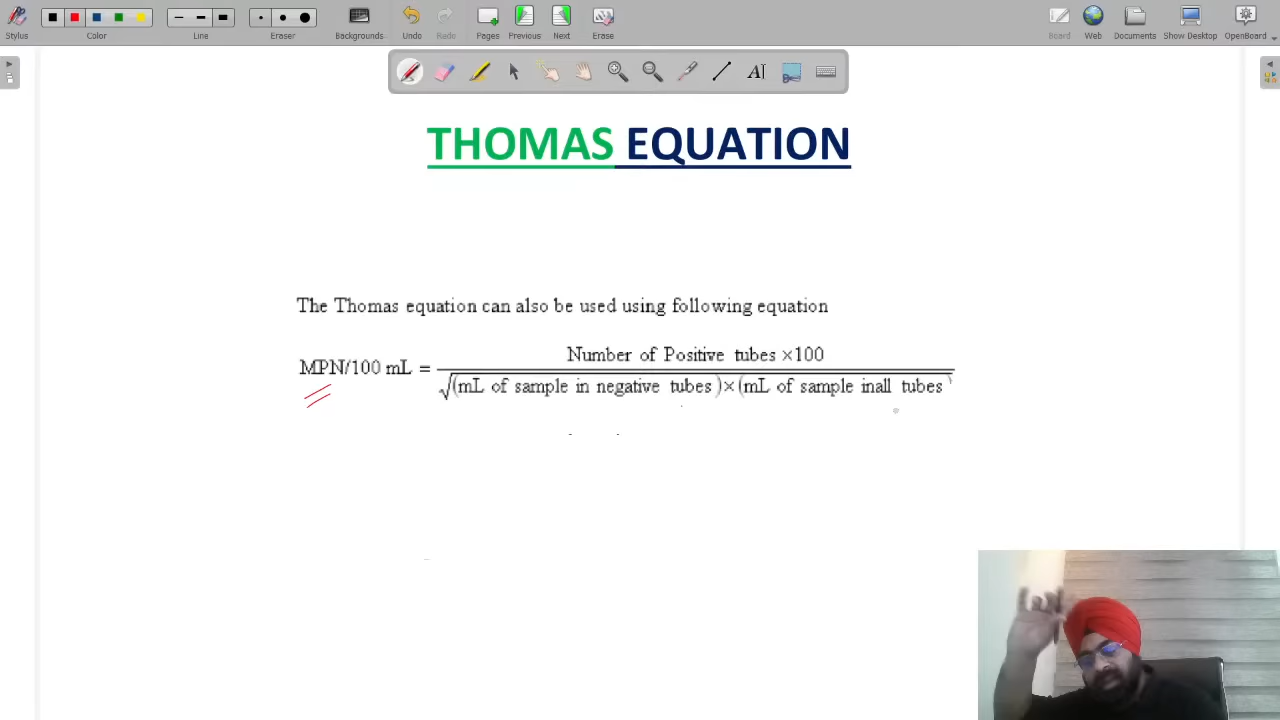 Stylus
Color
Line
Eraser
Backgrounds
Undo
Redo
Pages
Previous
Next
Erase
Board
Web
Documents
Show Desktop
OpenBoard
THOMAS EQUATION
The Thomas equation can also be used using following equation
MPN/100 mL = Number of Positive tubes ×100
√(mL of sample in negative tubes)×(mL of sample inall tubes)